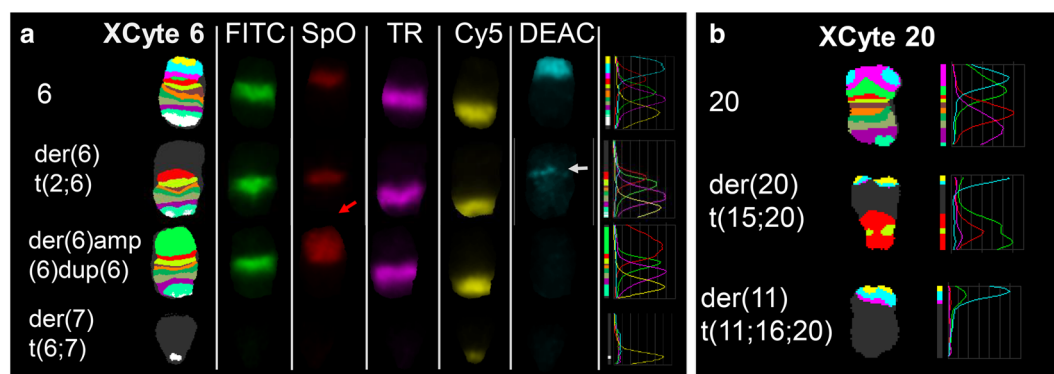 a XCyte 6 FITC SpO TR Cy5 DEAC
6
der(6)
t(2;6)
der(6)amp
(6)dup(6)
der(7)
t(6;7)
b
XCyte 20
20
der(20)
t(15;20)
der(11)
t(11;16;20)